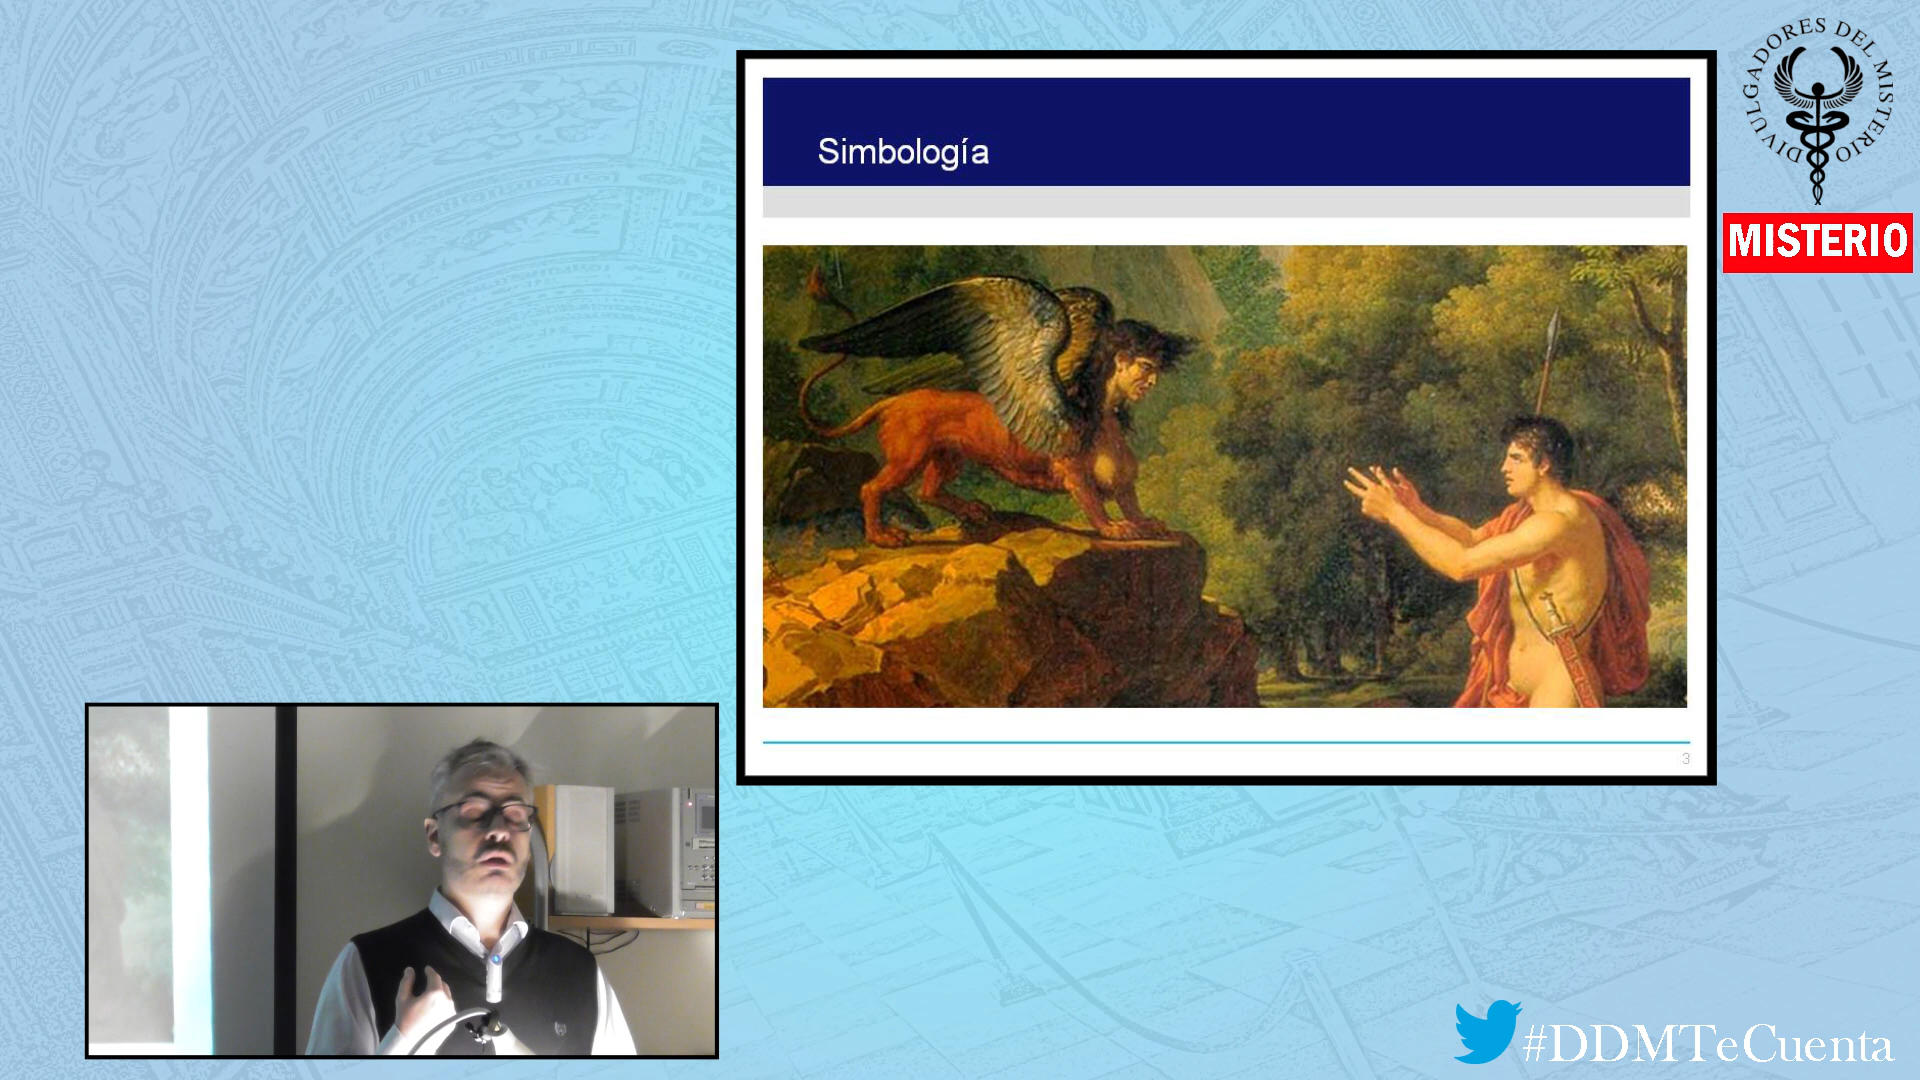 Simbología
3
DIVULGADORES DEL MISTERIO
MISTERIO
#DDMTeCuenta